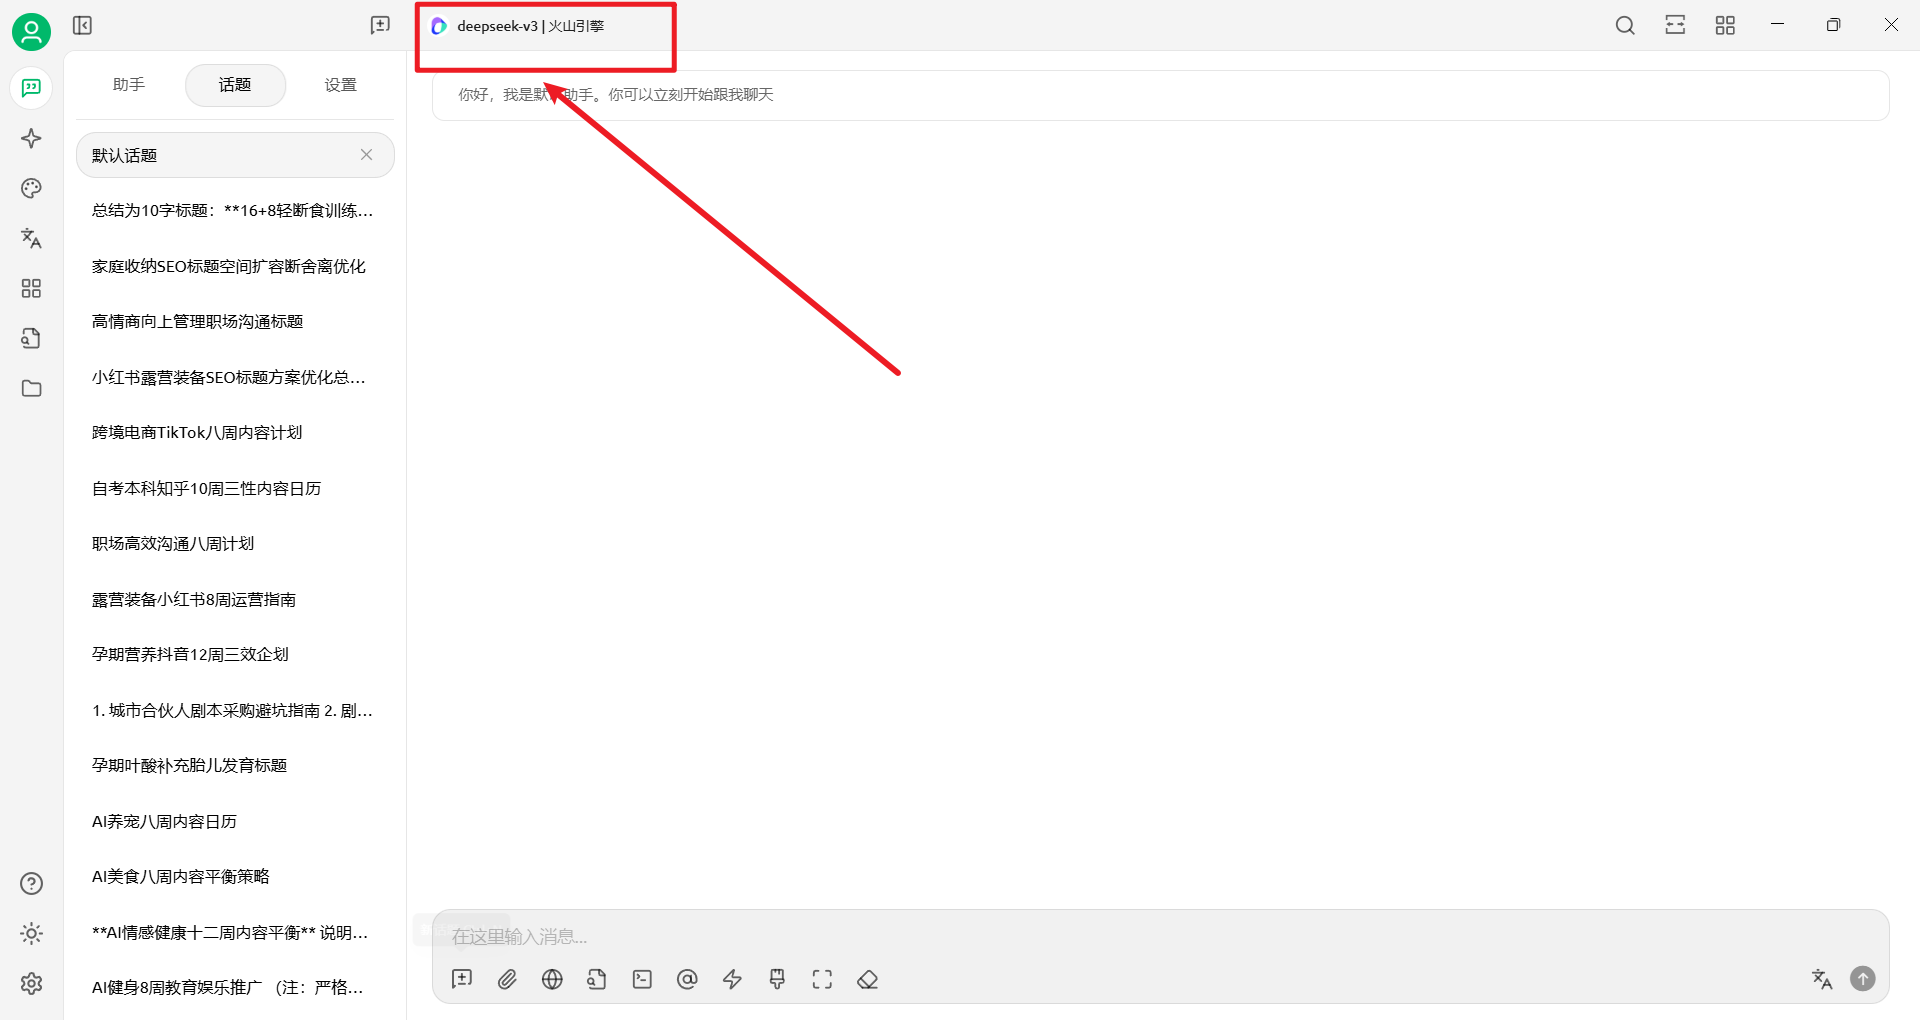 deepseek-v3 | 火山引擎
助手
话题
设置
默认话题
总结为10字标题：**16+8轻断食训练...
家庭收纳SEO标题空间扩容断舍离优化
高情商向上管理职场沟通标题
小红书露营装备SEO标题方案优化总...
跨境电商TikTok八周内容计划
自考本科知乎10周三性内容日历
职场高效沟通八周计划
露营装备小红书8周运营指南
孕期营养抖音12周三效企划
1. 城市合伙人剧本采购避坑指南 2. 剧...
孕期叶酸补充胎儿发育标题
AI养宠八周内容日历
AI美食八周内容平衡策略
**AI情感健康十二周内容平衡** 说明...
AI健身8周教育娱乐推广 （注：严格...
你好，我是默 助手。你可以立刻开始跟我聊天
在这里输入消息...